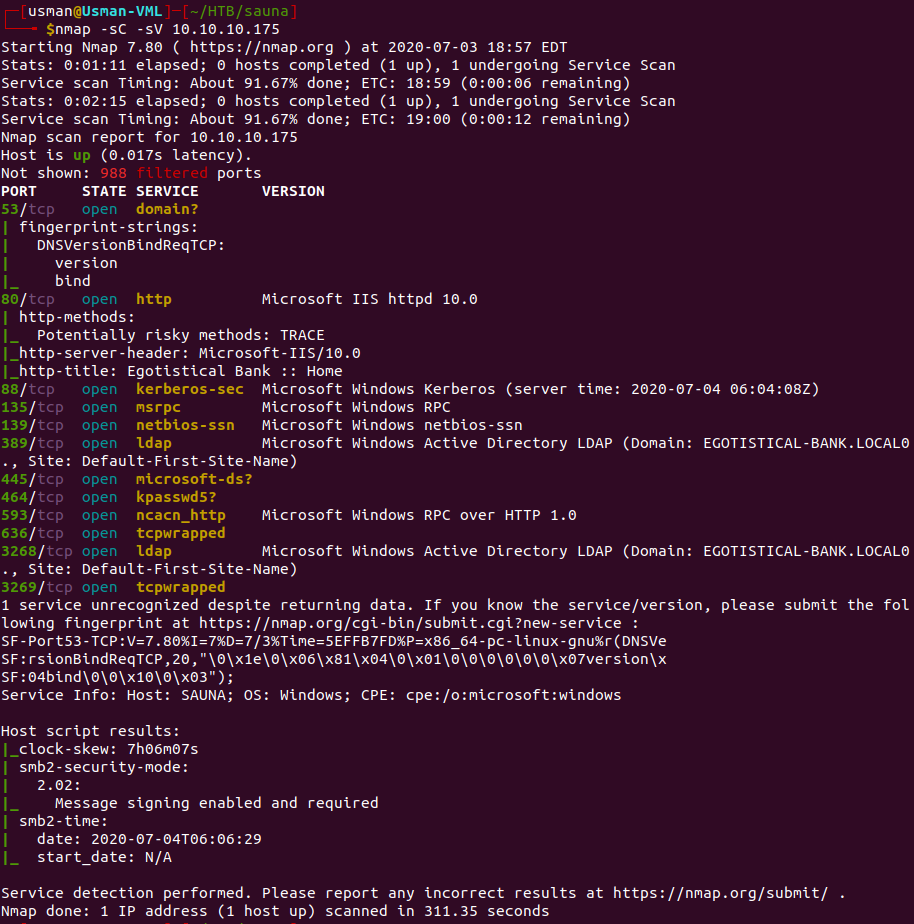 ┌─[usman@Usman-VML]─[~/HTB/sauna]
└──╼ $nmap -sC -sV 10.10.10.175
Starting Nmap 7.80 ( https://nmap.org ) at 2020-07-03 18:57 EDT
Stats: 0:01:11 elapsed; 0 hosts completed (1 up), 1 undergoing Service Scan
Service scan Timing: About 91.67% done; ETC: 18:59 (0:00:06 remaining)
Stats: 0:02:15 elapsed; 0 hosts completed (1 up), 1 undergoing Service Scan
Service scan Timing: About 91.67% done; ETC: 19:00 (0:00:12 remaining)
Nmap scan report for 10.10.10.175
Host is up (0.017s latency).
Not shown: 988 filtered ports
PORT     STATE SERVICE       VERSION
53/tcp   open  domain?
| fingerprint-strings:
|   DNSVersionBindReqTCP:
|     version
|_    bind
80/tcp   open  http          Microsoft IIS httpd 10.0
| http-methods:
|_  Potentially risky methods: TRACE
|_http-server-header: Microsoft-IIS/10.0
|_http-title: Egotistical Bank :: Home
88/tcp   open  kerberos-sec  Microsoft Windows Kerberos (server time: 2020-07-04 06:04:08Z)
135/tcp  open  msrpc         Microsoft Windows RPC
139/tcp  open  netbios-ssn   Microsoft Windows netbios-ssn
389/tcp  open  ldap          Microsoft Windows Active Directory LDAP (Domain: EGOTISTICAL-BANK.LOCAL0
., Site: Default-First-Site-Name)
445/tcp  open  microsoft-ds?
464/tcp  open  kpasswd5?
593/tcp  open  ncacn_http    Microsoft Windows RPC over HTTP 1.0
636/tcp  open  tcpwrapped
3268/tcp open  ldap          Microsoft Windows Active Directory LDAP (Domain: EGOTISTICAL-BANK.LOCAL0
., Site: Default-First-Site-Name)
3269/tcp open  tcpwrapped
1 service unrecognized despite returning data. If you know the service/version, please submit the fol
lowing fingerprint at https://nmap.org/cgi-bin/submit.cgi?new-service :
SF-Port53-TCP:V=7.80%I=7%D=7/3%Time=5EFFB7FD%P=x86_64-pc-linux-gnu%r(DNSVe
SF:rsionBindReqTCP,20,"\0\x1e\0\x06\x81\x04\0\x01\0\0\0\0\0\0\x07version\x
SF:04bind\0\0\x10\0\x03");
Service Info: Host: SAUNA; OS: Windows; CPE: cpe:/o:microsoft:windows

Host script results:
|_clock-skew: 7h06m07s
| smb2-security-mode:
|   2.02:
|_    Message signing enabled and required
| smb2-time:
|   date: 2020-07-04T06:06:29
|_  start_date: N/A

Service detection performed. Please report any incorrect results at https://nmap.org/submit/ .
Nmap done: 1 IP address (1 host up) scanned in 311.35 seconds